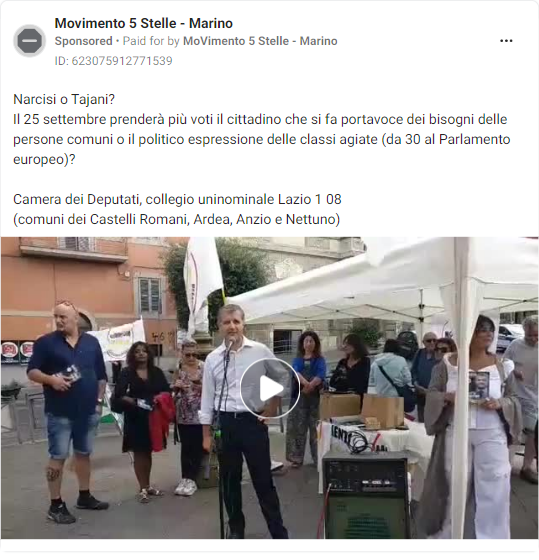 Movimento 5 Stelle - Marino
Sponsored • Paid for by MoVimento 5 Stelle - Marino
ID: 623075912771539
Narcisi o Tajani?
Il 25 settembre prenderà più voti il cittadino che si fa portavoce dei bisogni delle
persone comuni o il politico espressione delle classi agiate (da 30 al Parlamento
europeo)?
Camera dei Deputati, collegio uninominale Lazio 1 08
(comuni dei Castelli Romani, Ardea, Anzio e Nettuno)